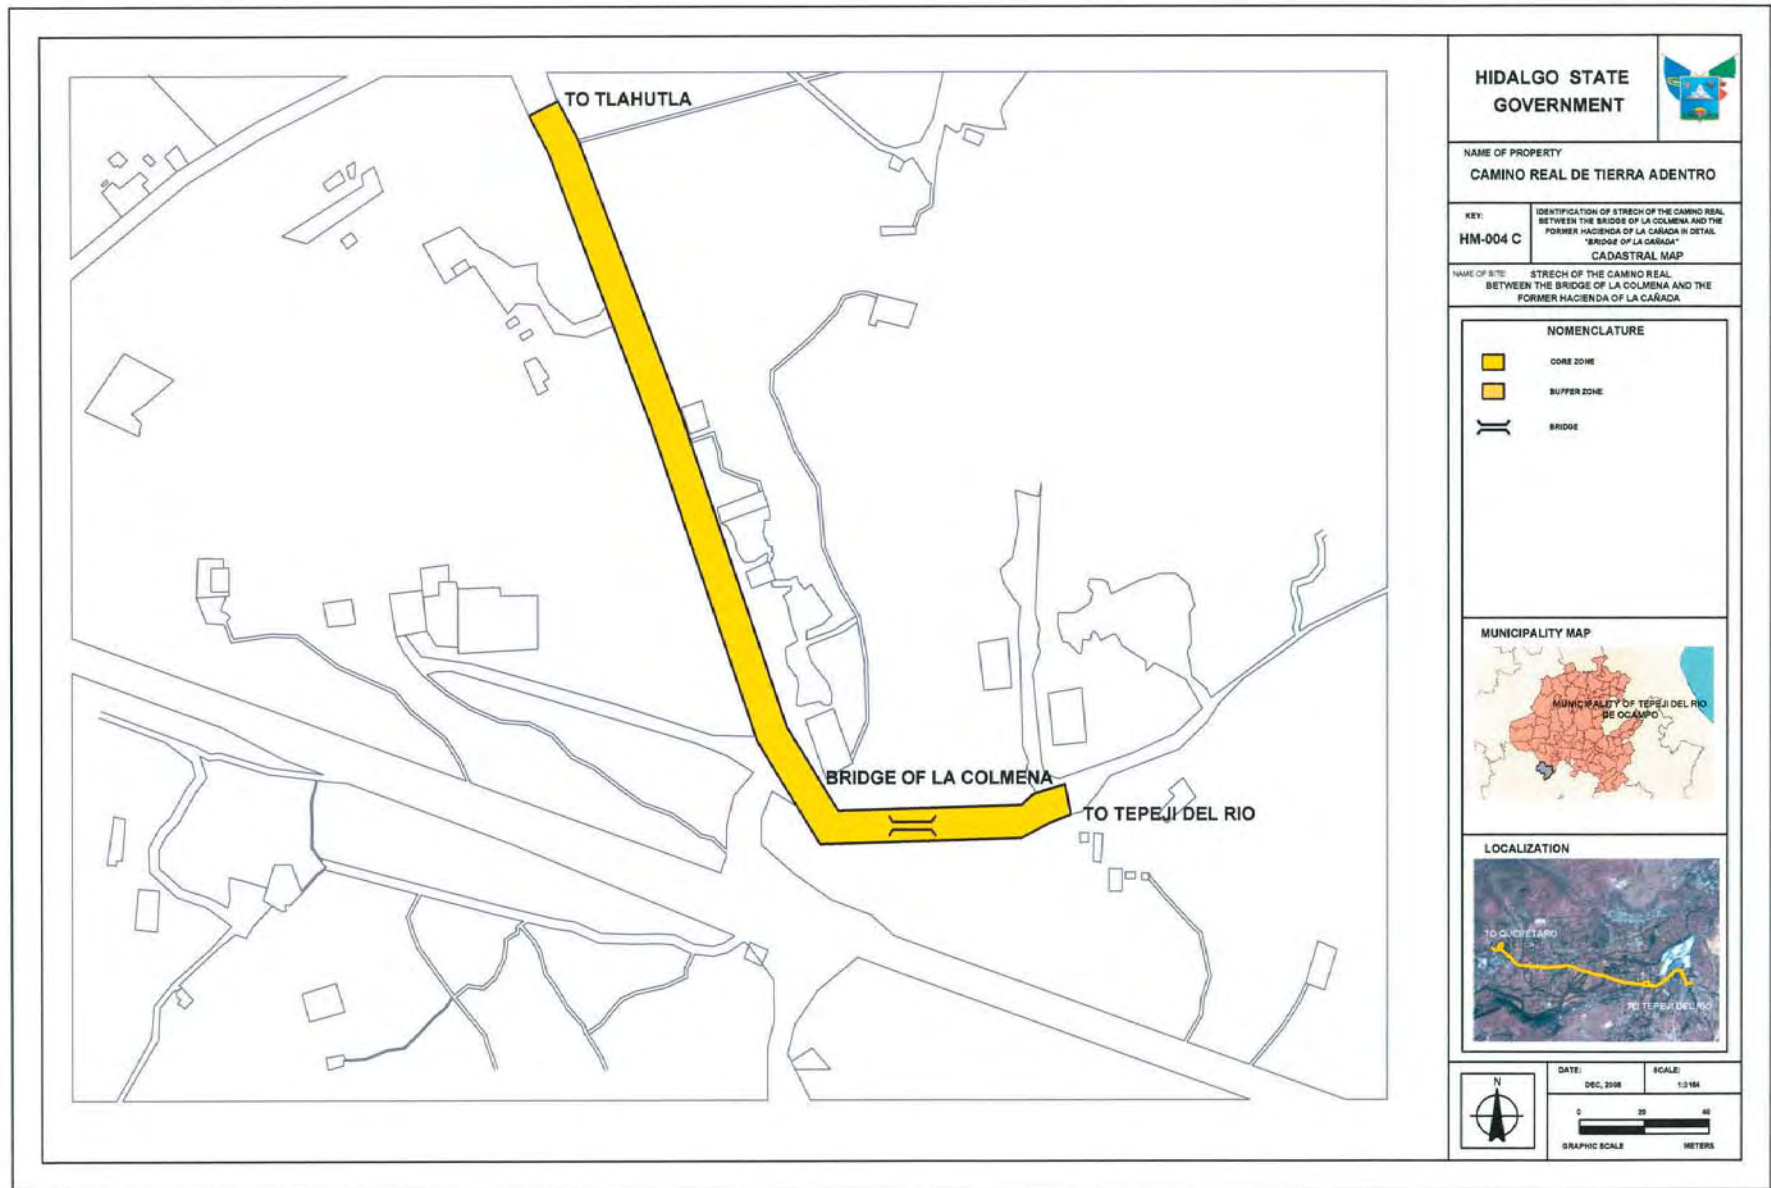 TO TLAHUTLA
BRIDGE OF LA COLMENA
TO TEPEJI DEL RIO
HIDALGO STATE
GOVERNMENT
NAME OF PROPERTY
CAMINO REAL DE TIERRA ADENTRO
KEY:
HM-004 C
IDENTIFICATION OF STRECH OF THE CAMINO REAL
BETWEEN THE BRIDGE OF LA COLMENA AND THE
FORMER HACIENDA OF LA CAÑADA IN DETAIL
"BRIDGE OF LA CAÑADA"
CADASTRAL MAP
NAME OF SITE:
STRECH OF THE CAMINO REAL
BETWEEN THE BRIDGE OF LA COLMENA AND THE
FORMER HACIENDA OF LA CAÑADA
NOMENCLATURE
CORE ZONE
BUFFER ZONE
BRIDGE
MUNICIPALITY MAP
MUNICIPALITY OF TEPEJI DEL RIO
DE OCAMPO
LOCALIZATION
TO QUERETARO
TO TEPEJI DEL RIO
N
DATE:
DEC, 2008
SCALE:
0 20 40
GRAPHIC SCALE METERS